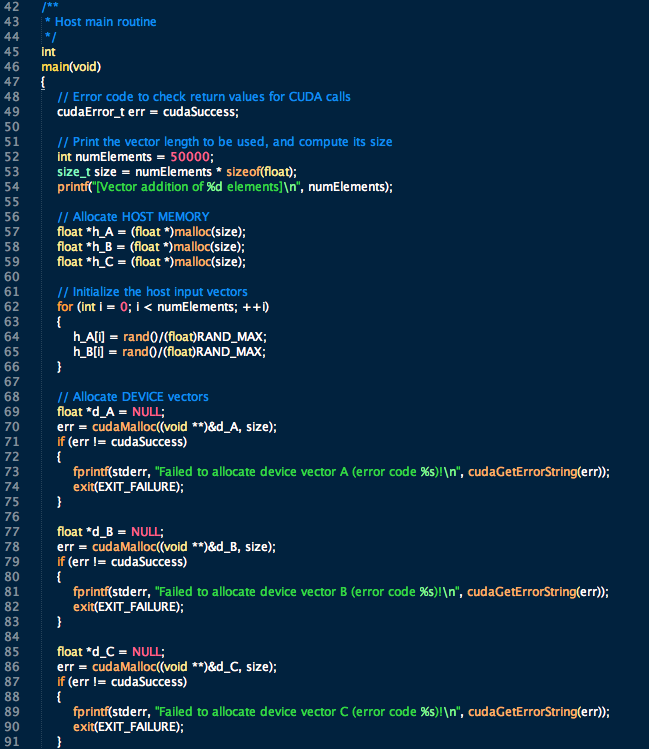 42 /**
43  * Host main routine
44  */
45 int
46 main(void)
47 {
48     // Error code to check return values for CUDA calls
49     cudaError_t err = cudaSuccess;
50
51     // Print the vector length to be used, and compute its size
52     int numElements = 50000;
53     size_t size = numElements * sizeof(float);
54     printf("[Vector addition of %d elements]\n", numElements);
55
56     // Allocate HOST MEMORY
57     float *h_A = (float *)malloc(size);
58     float *h_B = (float *)malloc(size);
59     float *h_C = (float *)malloc(size);
60
61     // Initialize the host input vectors
62     for (int i = 0; i < numElements; ++i)
63     {
64         h_A[i] = rand()/(float)RAND_MAX;
65         h_B[i] = rand()/(float)RAND_MAX;
66     }
67
68     // Allocate DEVICE vectors
69     float *d_A = NULL;
70     err = cudaMalloc((void **)&d_A, size);
71     if (err != cudaSuccess)
72     {
73         fprintf(stderr, "Failed to allocate device vector A (error code %s)!\n", cudaGetErrorString(err));
74         exit(EXIT_FAILURE);
75     }
76
77     float *d_B = NULL;
78     err = cudaMalloc((void **)&d_B, size);
79     if (err != cudaSuccess)
80     {
81         fprintf(stderr, "Failed to allocate device vector B (error code %s)!\n", cudaGetErrorString(err));
82         exit(EXIT_FAILURE);
83     }
84
85     float *d_C = NULL;
86     err = cudaMalloc((void **)&d_C, size);
87     if (err != cudaSuccess)
88     {
89         fprintf(stderr, "Failed to allocate device vector C (error code %s)!\n", cudaGetErrorString(err));
90         exit(EXIT_FAILURE);
91     }